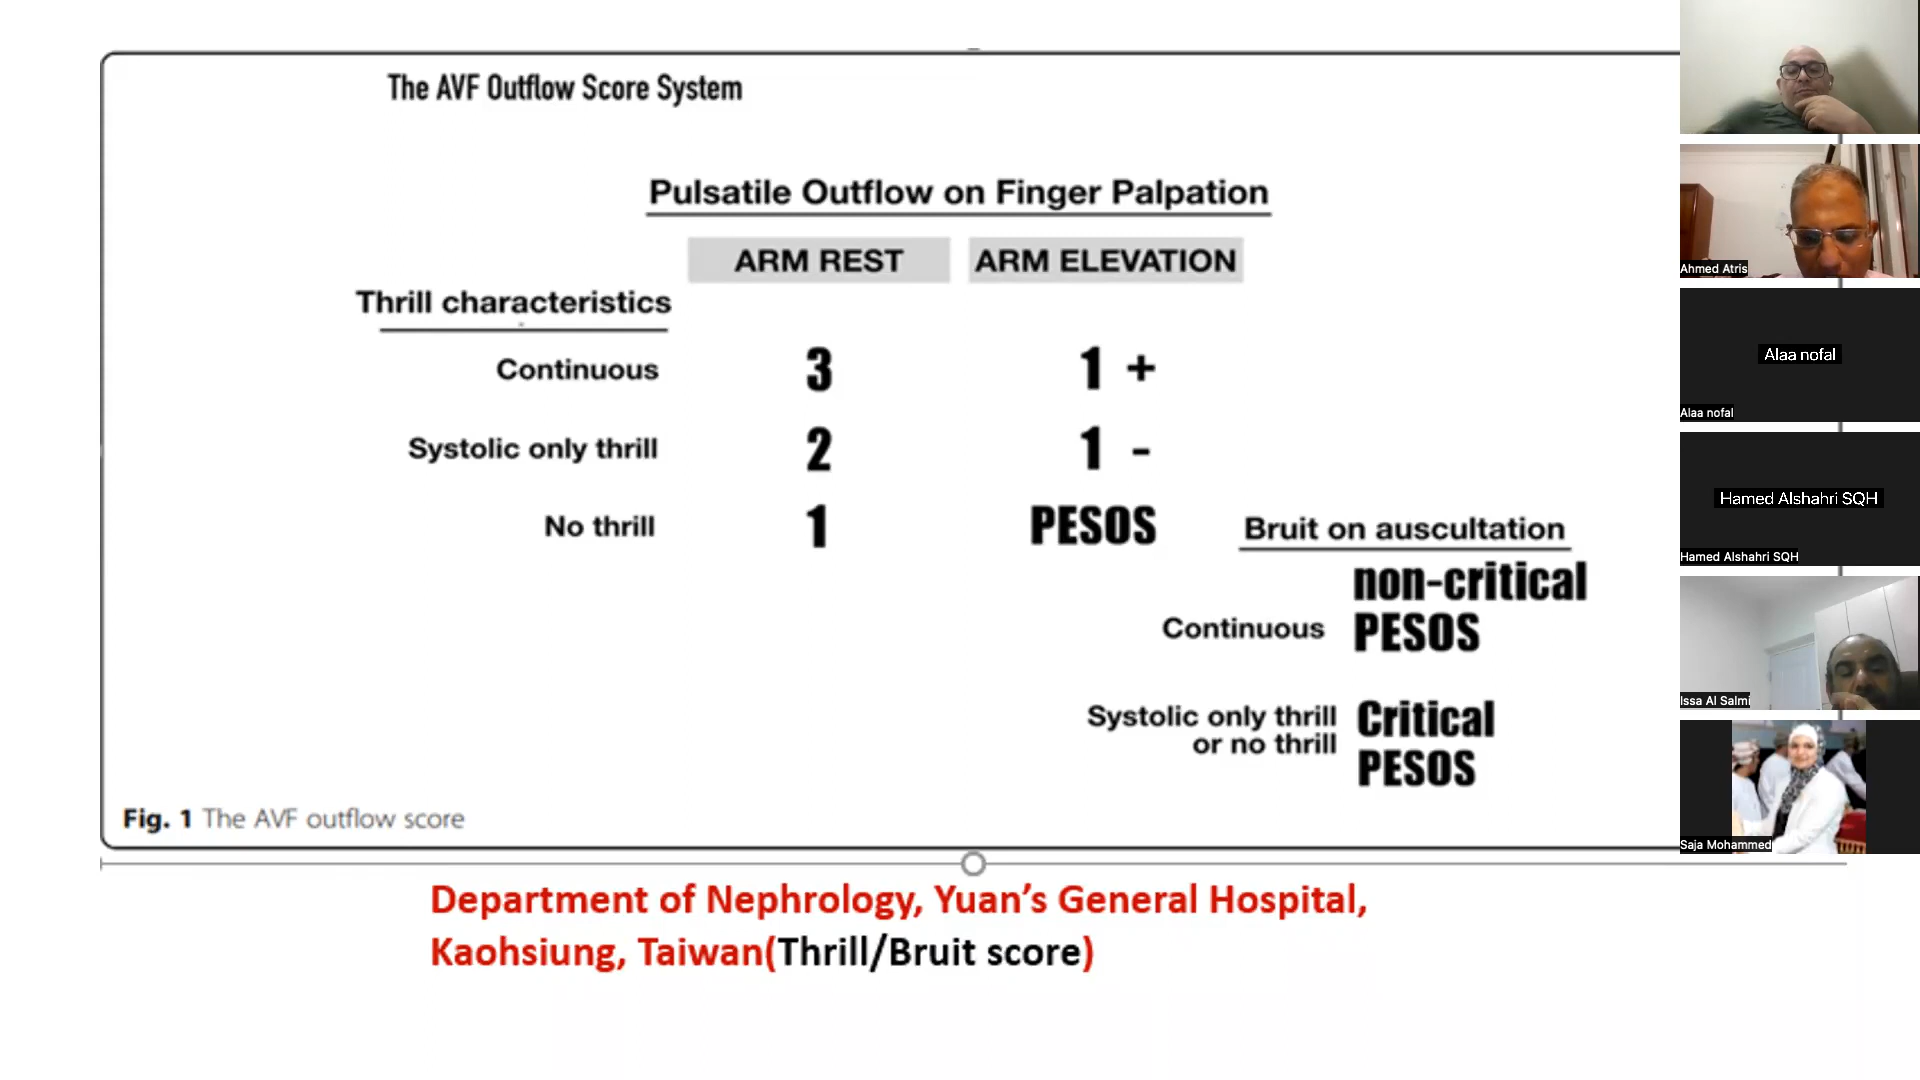 The AVF Outflow Score System
Pulsatile Outflow on Finger Palpation
ARM REST ARM ELEVATION
Thrill characteristics
Continuous 3 1 +
Systolic only thrill 2 1 -
No thrill 1 PESOS
Bruit on auscultation
non-critical
Continuous PESOS
Systolic only thrill Critical
or no thrill PESOS
Fig. 1 The AVF outflow score
Department of Nephrology, Yuan's General Hospital,
Kaohsiung, Taiwan(Thrill/Bruit score)
Ahmed Atris
Alaa nofal
Alaa nofal
Hamed Alshahri SQH
Hamed Alshahri SQH
Issa Al Salmi
Saja Mohammed